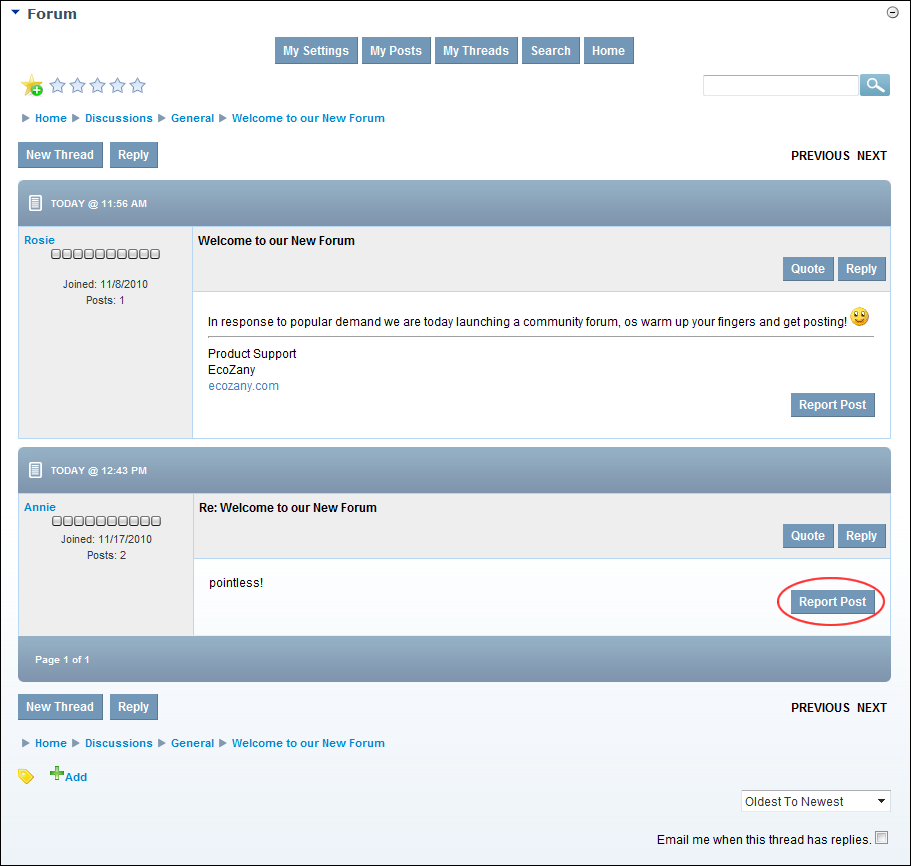 Forum
My Settings My Posts My Threads Search Home
Home Discussions General Welcome to our New Forum
New Thread Reply PREVIOUS NEXT
TODAY @ 11:56 AM
Rosie Welcome to our New Forum
Quote Reply
Joined: 11/8/2010
Posts: 1
In response to popular demand we are today launching a community forum, os warm up your fingers and get posting!
Product Support
EcoZany
ecozany.com
Report Post
TODAY @ 12:43 PM
Annie Re: Welcome to our New Forum
Quote Reply
Joined: 11/17/2010
Posts: 2
pointless!
Report Post
Page 1 of 1
New Thread Reply PREVIOUS NEXT
Home Discussions General Welcome to our New Forum
Add
Oldest To Newest
Email me when this thread has replies.